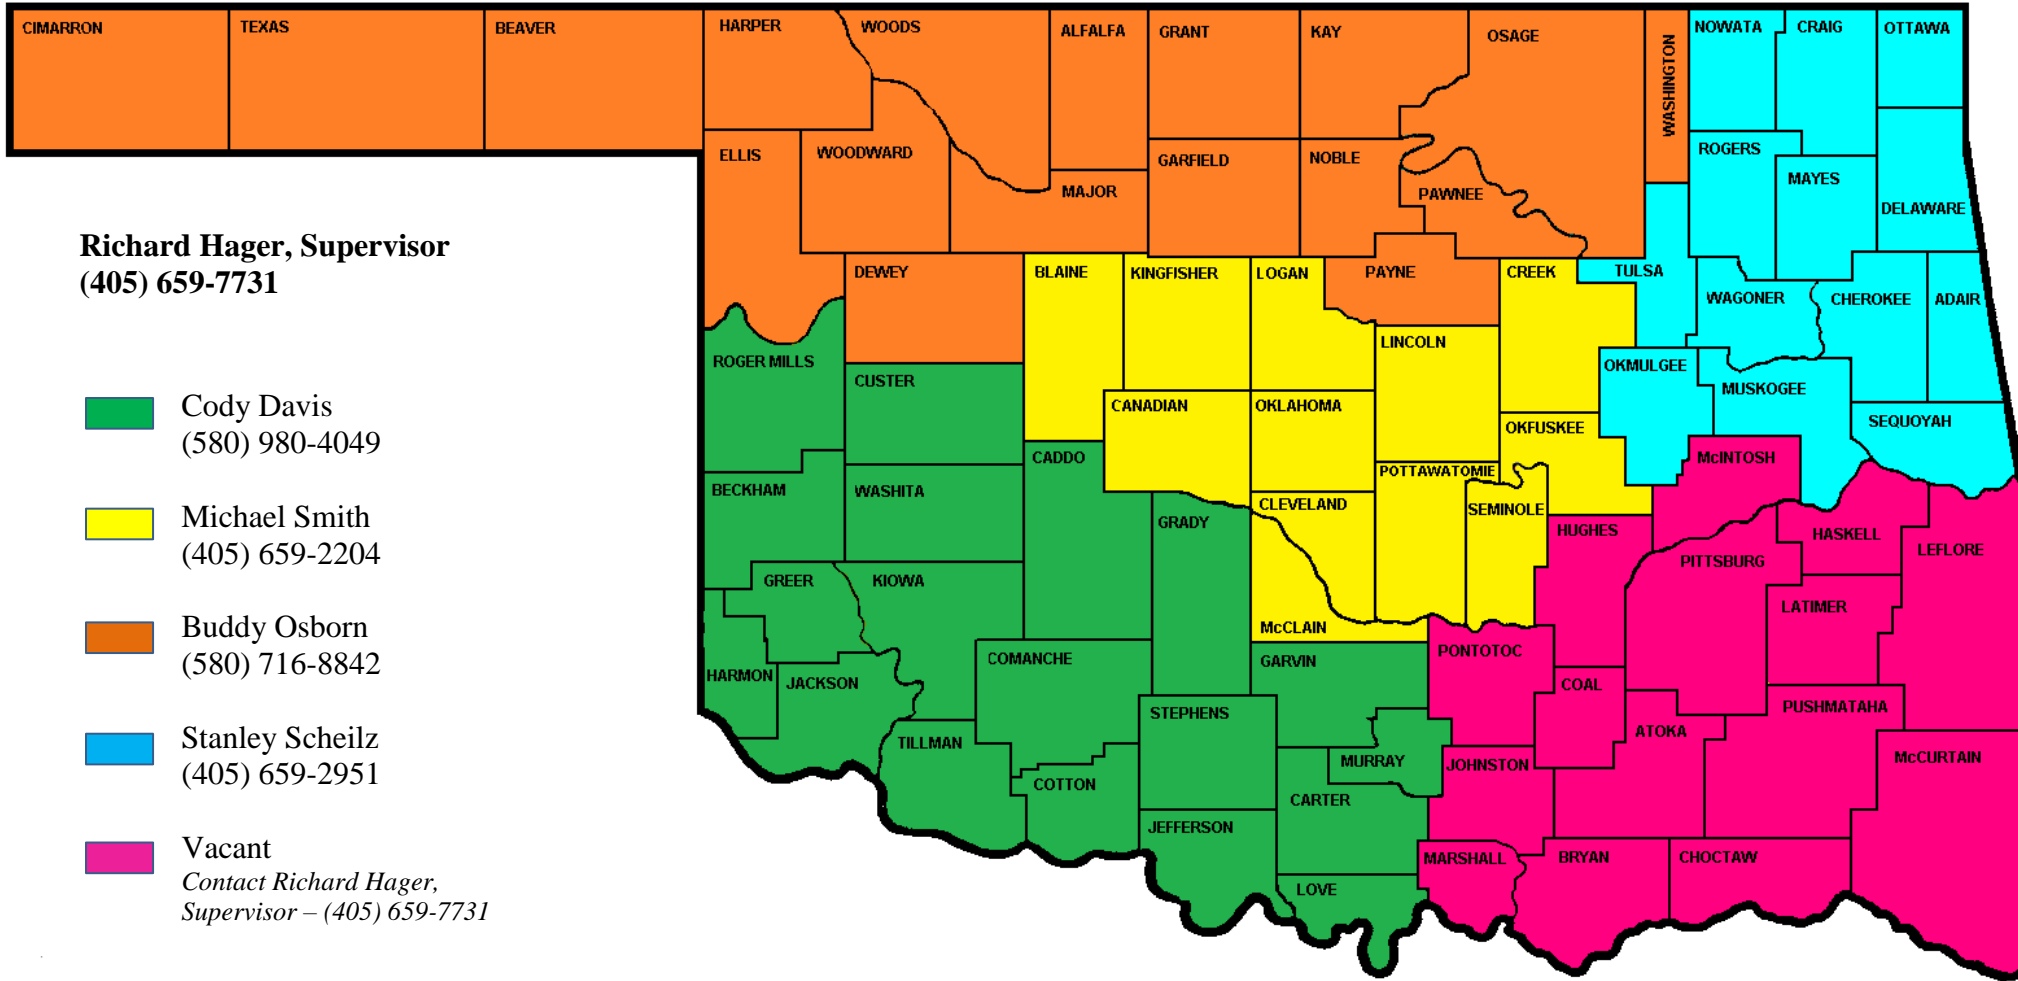 CIMARRON
TEXAS
BEAVER
HARPER
WOODS
ALFALFA
GRANT
KAY
OSAGE
WASHINGTON
NOWATA
CRAIG
OTTAWA
ELLIS
WOODWARD
MAJOR
GARFIELD
NOBLE
PAWNEE
ROGERS
MAYES
DELAWARE
Richard Hager, Supervisor
(405) 659-7731
DEWEY
BLAINE
KINGFISHER
LOGAN
PAYNE
CREEK
TULSA
WAGONER
CHEROKEE
ADAIR
ROGER MILLS
CUSTER
LINCOLN
OKMULGEE
MUSKOGEE
SEQUOYAH
Cody Davis
(580) 980-4049
CANADIAN
OKLAHOMA
OKFUSKEE
BECKHAM
WASHITA
CADDO
POTTAWATOMIE
McINTOSH
Michael Smith
(405) 659-2204
GRADY
CLEVELAND
SEMINOLE
HUGHES
HASKELL
LEFLORE
GREER
KIOWA
PITTSBURG
LATIMER
Buddy Osborn
(580) 716-8842
McCLAIN
HARMON
JACKSON
COMANCHE
GARVIN
PONTOTOC
COAL
PUSHMATAHA
Stanley Scheilz
(405) 659-2951
TILLMAN
STEPHENS
MURRAY
JOHNSTON
ATOKA
McCURTAIN
COTTON
CARTER
Vacant
Contact Richard Hager,
Supervisor – (405) 659-7731
JEFFERSON
LOVE
MARSHALL
BRYAN
CHOCTAW